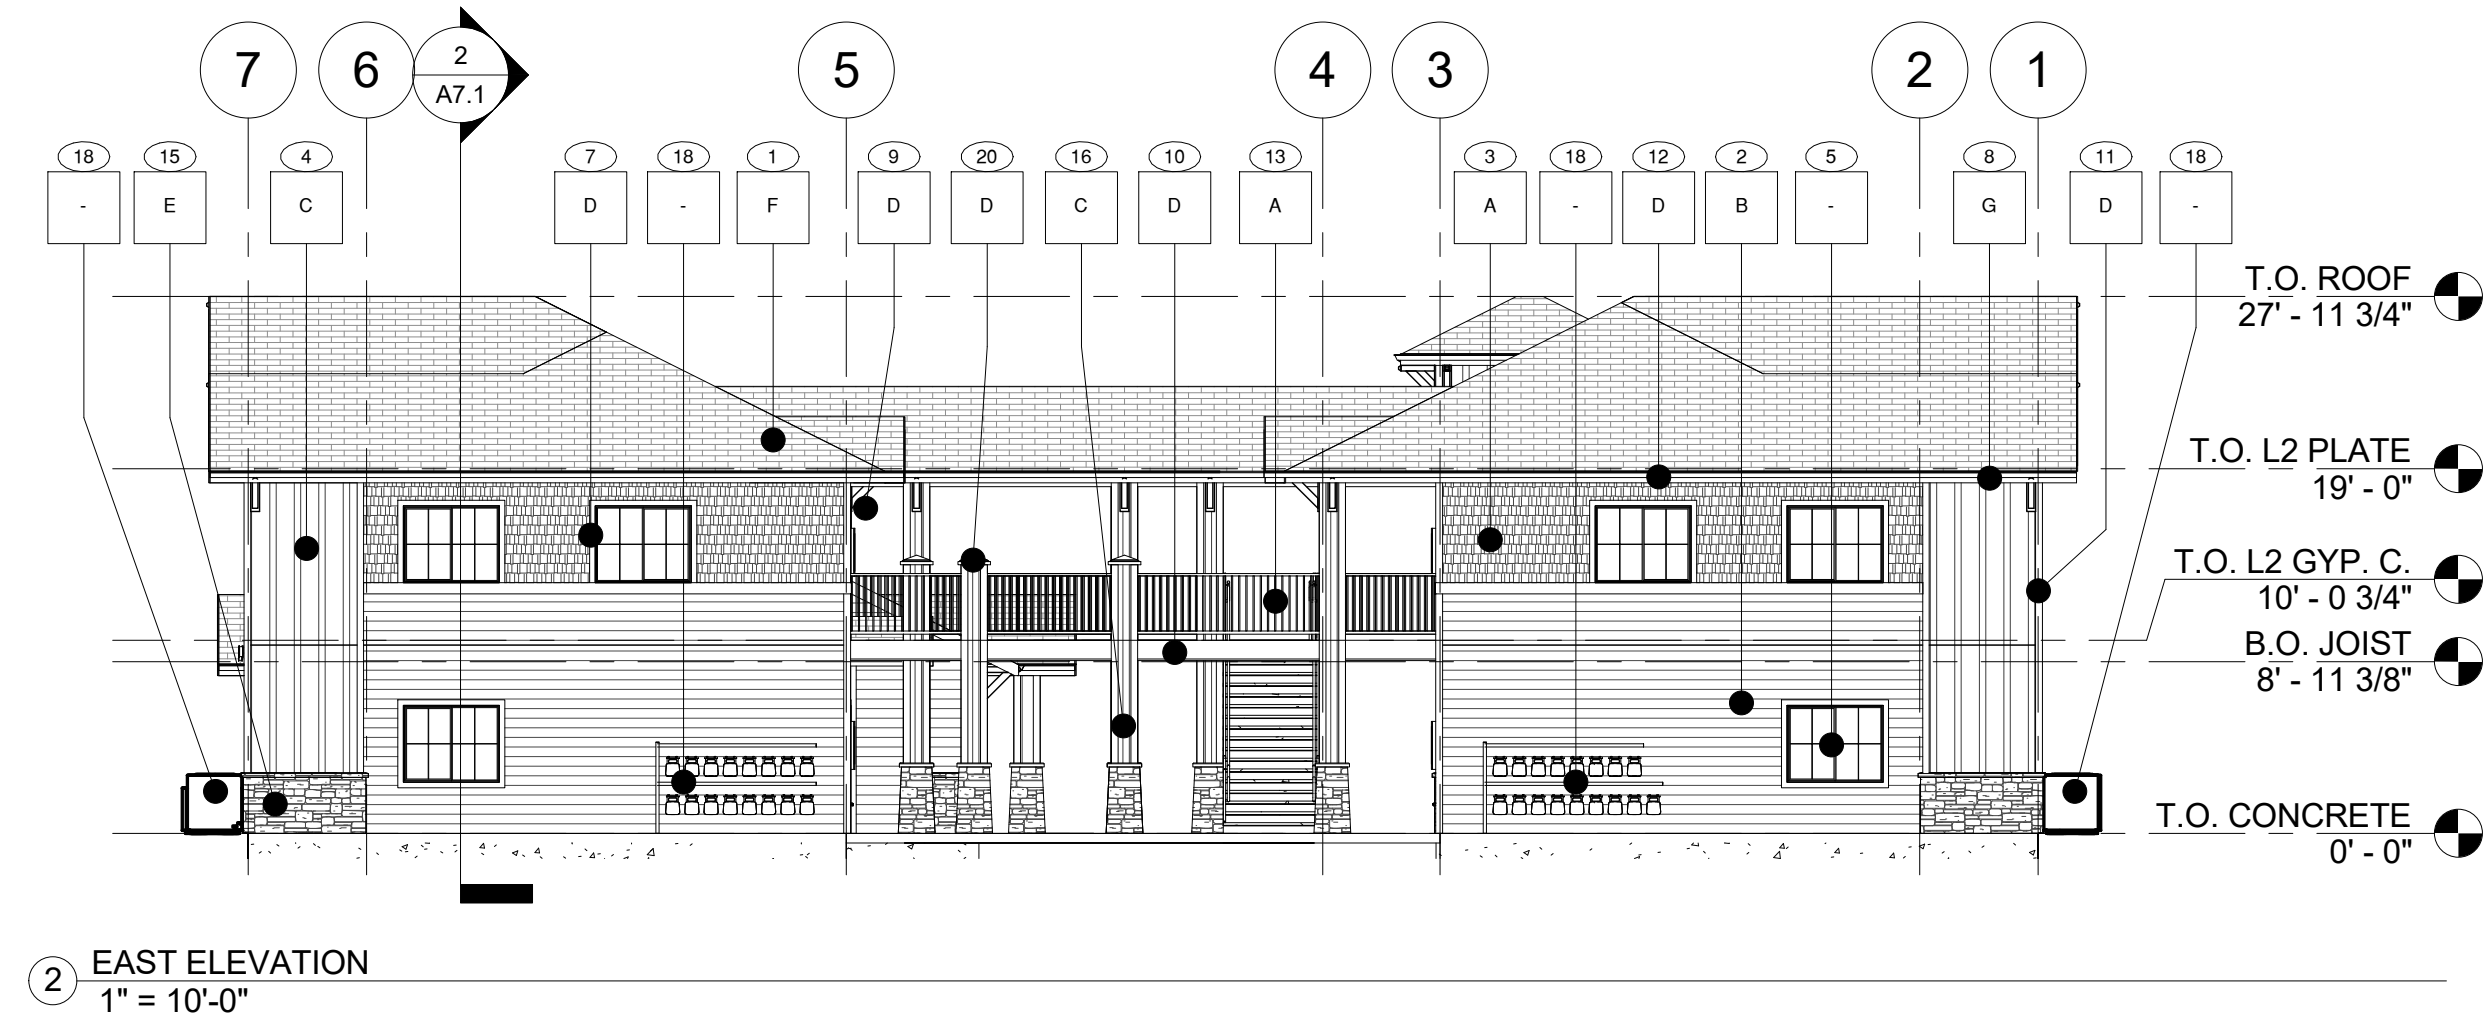 7
6
2
A7.1
5
4
3
2
1
18
15
4
7
18
1
9
20
16
10
13
3
18
12
2
5
8
11
18
-
E
C
D
-
F
D
D
C
D
A
A
-
D
B
-
G
D
-
T.O. ROOF
27' - 11 3/4"
T.O. L2 PLATE
19' - 0"
T.O. L2 GYP. C.
10' - 0 3/4"
B.O. JOIST
8' - 11 3/8"
T.O. CONCRETE
0' - 0"
2
EAST ELEVATION
1" = 10'-0"